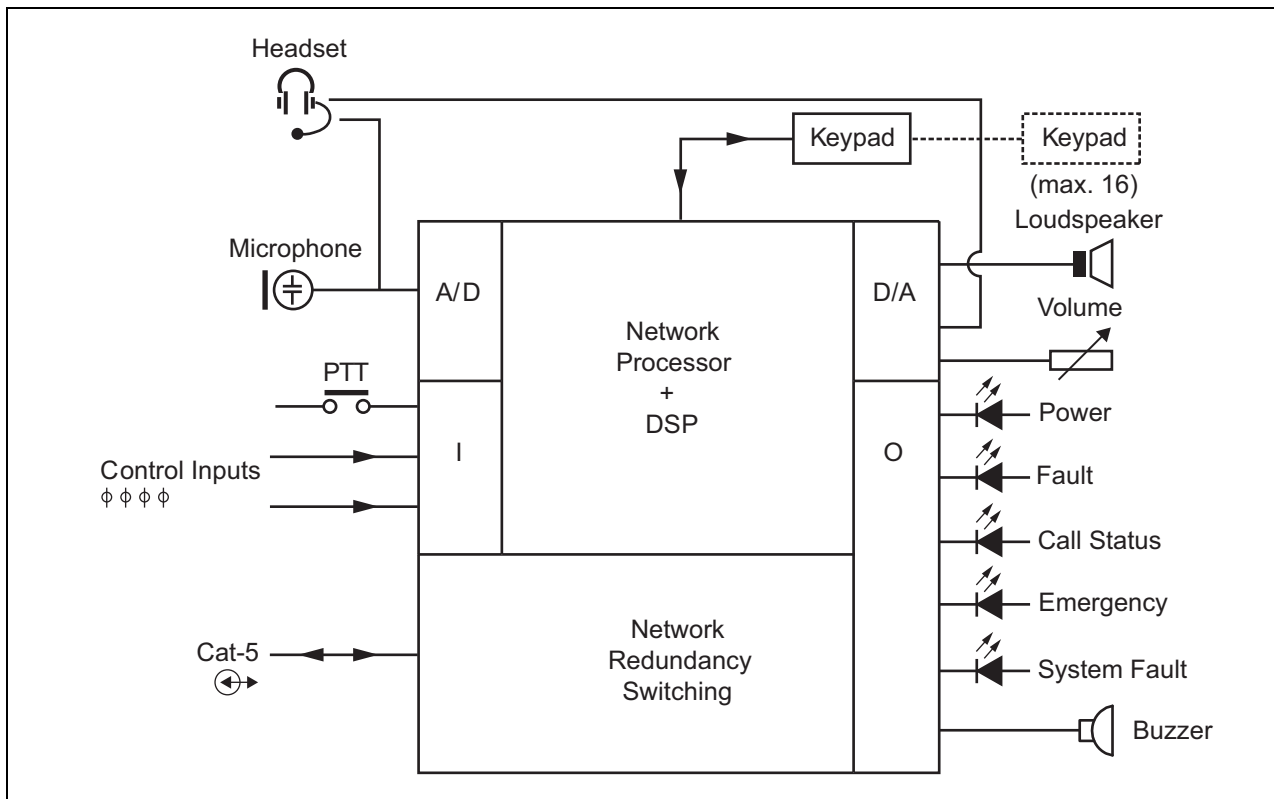 Headset
Keypad
Keypad
(max. 16)
Loudspeaker
Microphone
A/D
D/A
Volume
Network
Processor
+
DSP
PTT
Power
I
O
Control Inputs
ϕ ϕ ϕ ϕ
Fault
Call Status
Emergency
Network
Redundancy
Switching
Cat-5
System Fault
Buzzer